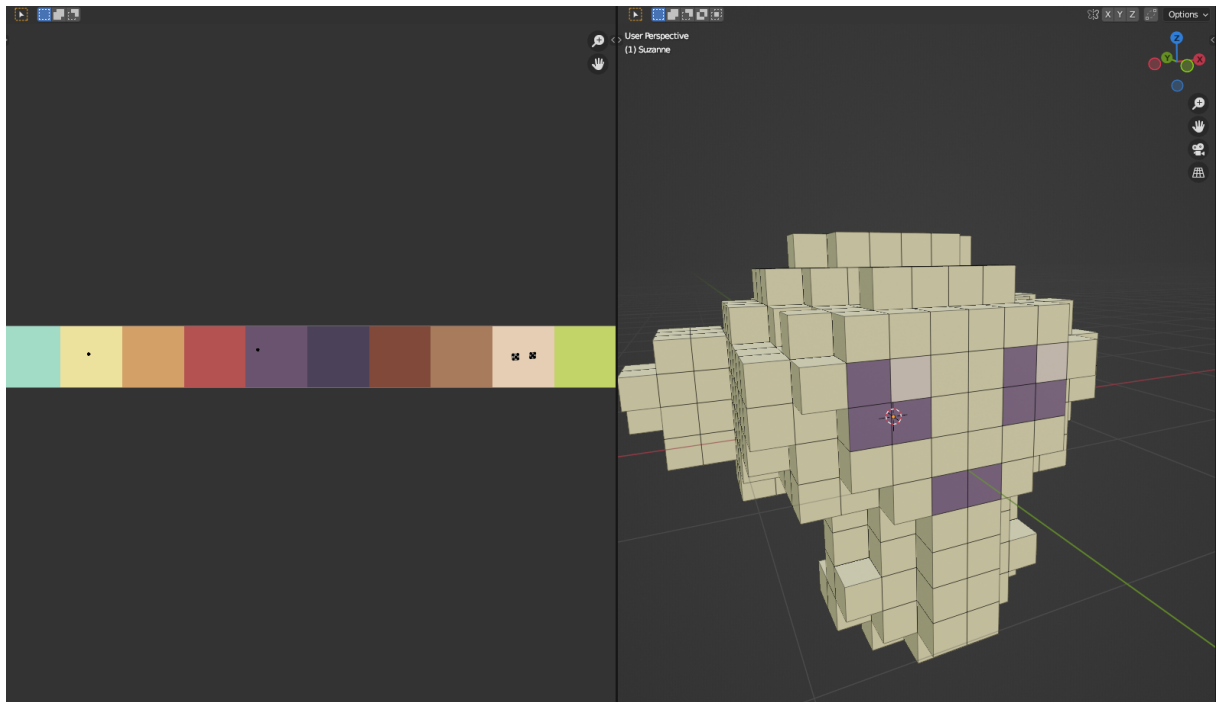 X Y Z
Options
User Perspective
(1) Suzanne
Z
Y
X